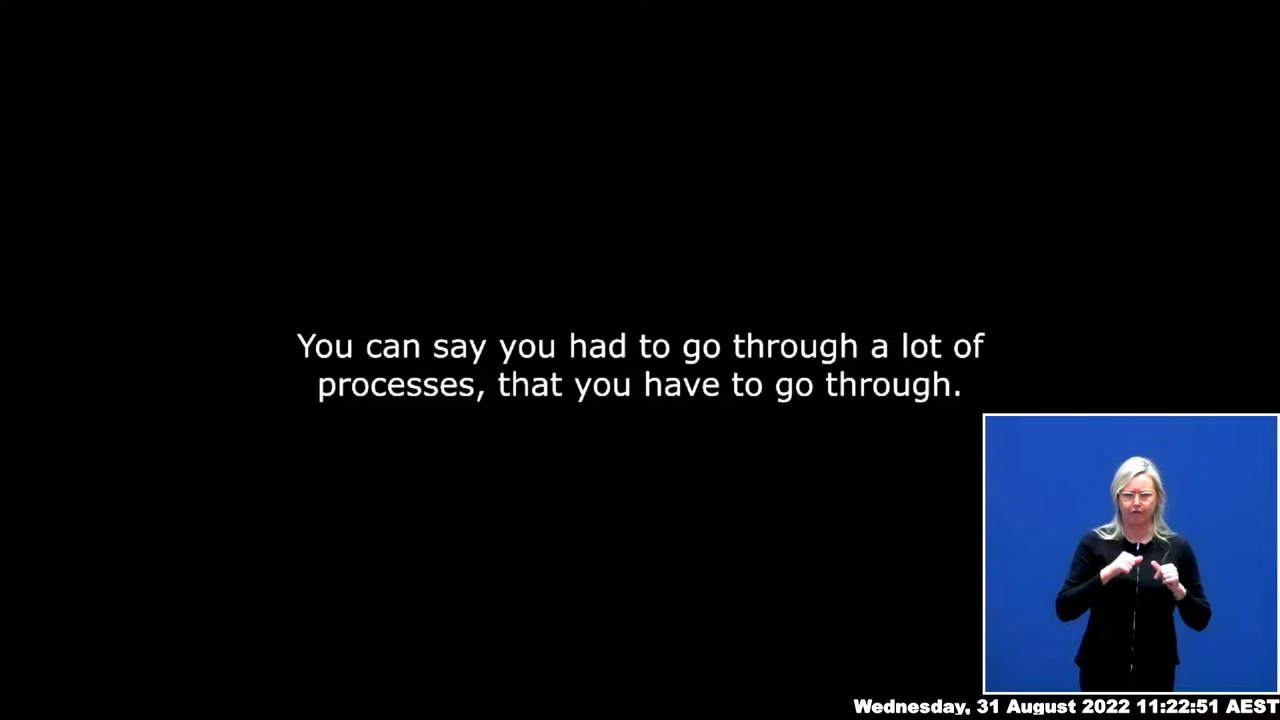 You can say you had to go through a lot of
processes, that you have to go through.
Wednesday, 31 August 2022 11:22:51 AEST